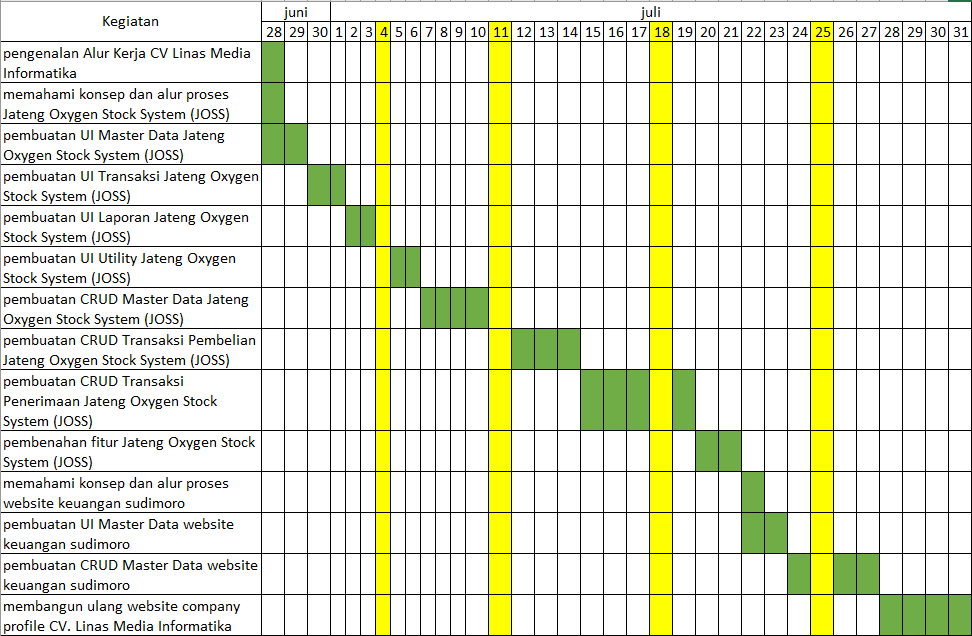 Kegiatan
juni
juli
28 29 30 1 2 3 4 5 6 7 8 9 10 11 12 13 14 15 16 17 18 19 20 21 22 23 24 25 26 27 28 29 30 31
pengenalan Alur Kerja CV Linas Media
Informatika
memahami konsep dan alur proses
Jateng Oxygen Stock System (JOSS)
pembuatan UI Master Data Jateng
Oxygen Stock System (JOSS)
pembuatan UI Transaksi Jateng Oxygen
Stock System (JOSS)
pembuatan UI Laporan Jateng Oxygen
Stock System (JOSS)
pembuatan UI Utility Jateng Oxygen
Stock System (JOSS)
pembuatan CRUD Master Data Jateng
Oxygen Stock System (JOSS)
pembuatan CRUD Transaksi Pembelian
Jateng Oxygen Stock System (JOSS)
pembuatan CRUD Transaksi
Penerimaan Jateng Oxygen Stock
System (JOSS)
pembenahan fitur Jateng Oxygen Stock
System (JOSS)
memahami konsep dan alur proses
website keuangan sudimoro
pembuatan UI Master Data website
keuangan sudimoro
pembuatan CRUD Master Data website
keuangan sudimoro
membangun ulang website company
profile CV. Linas Media Informatika